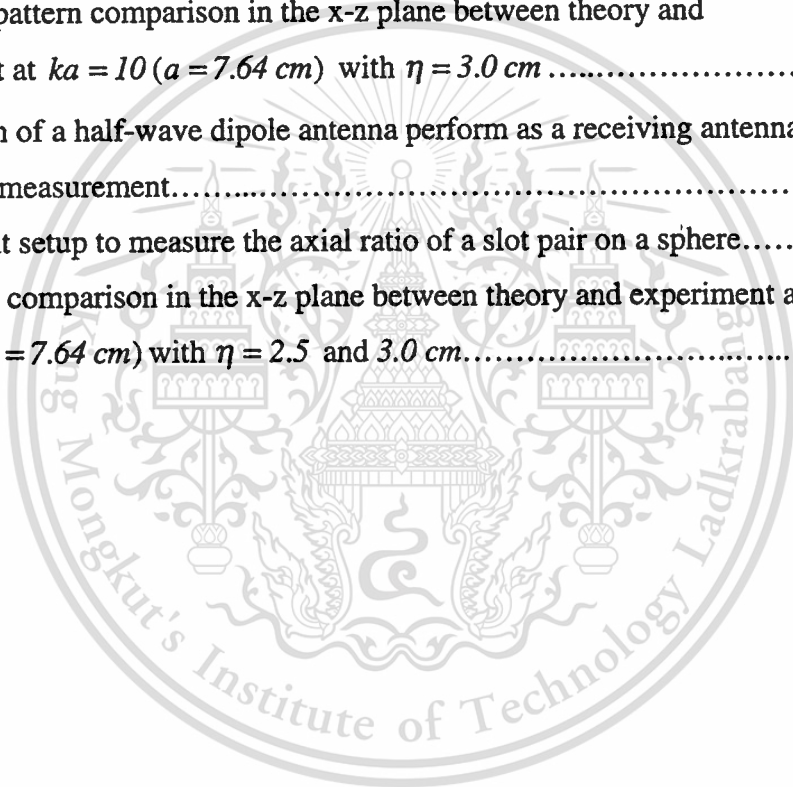 pattern comparison in the x-z plane between theory and
t at ka = 10 (a = 7.64 cm) with η = 3.0 cm ............................
n of a half-wave dipole antenna perform as a receiving antenna
measurement....................................................................
t setup to measure the axial ratio of a slot pair on a sphere.....
comparison in the x-z plane between theory and experiment a
= 7.64 cm) with η = 2.5 and 3.0 cm..................................
King Mongkut's Institute of Technology Ladkrabang